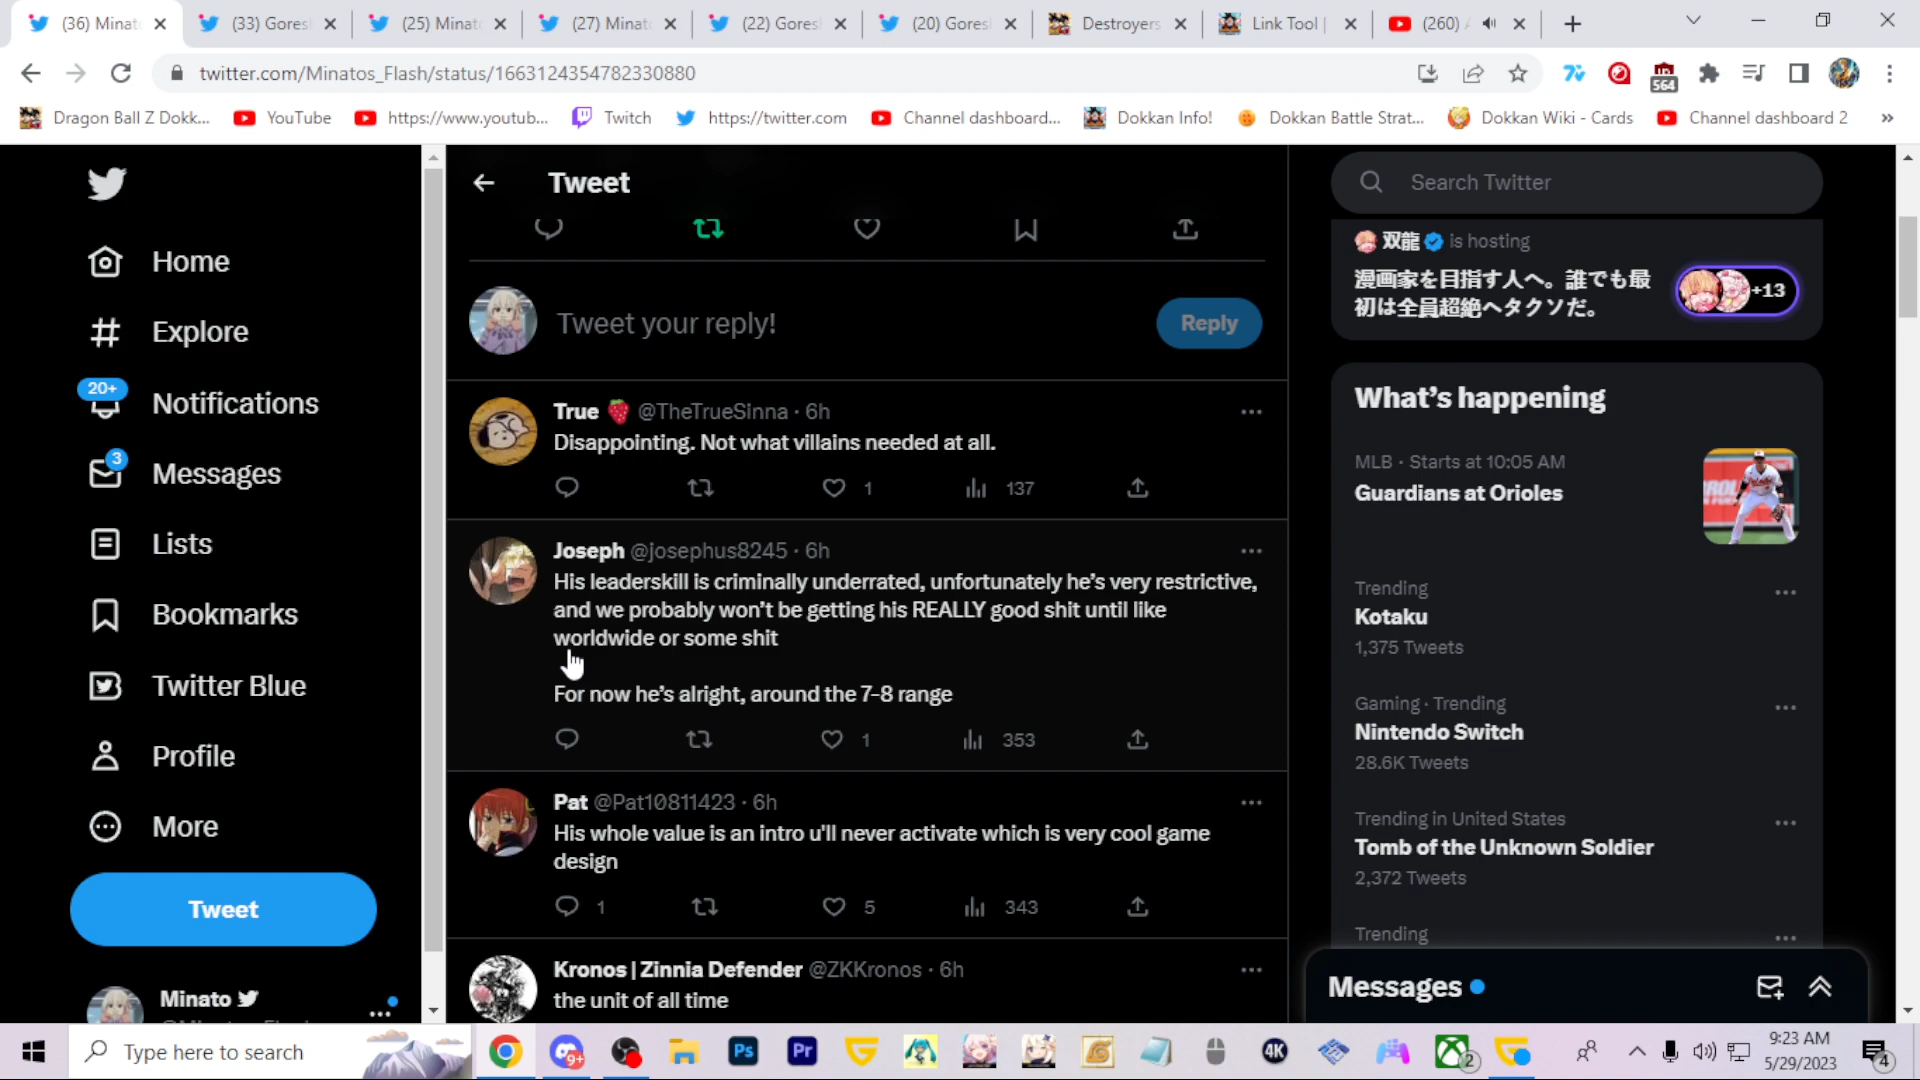 (36) Minat
(33) Gores
(25) Minat
(27) Minat
(22) Gores
(20) Gores
Destroyers
Link Tool |
(260)
twitter.com/Minatos_Flash/status/1663124354782330880
564
Dragon Ball Z Dokk...
YouTube
https://www.youtub...
Twitch
https://twitter.com
Channel dashboard...
Dokkan Info!
Dokkan Battle Strat...
Dokkan Wiki - Cards
Channel dashboard 2
»
Home
Explore
20+
Notifications
3
Messages
Lists
Bookmarks
Twitter Blue
Profile
More
Tweet
Minato
Tweet
Tweet your reply!
Reply
True @TheTrueSinna · 6h
Disappointing. Not what villains needed at all.
1
137
Joseph @josephus8245 · 6h
His leaderskill is criminally underrated, unfortunately he's very restrictive,
and we probably won't be getting his REALLY good shit until like
worldwide or some shit
For now he's alright, around the 7-8 range
1
353
Pat @Pat10811423 · 6h
His whole value is an intro u'll never activate which is very cool game
design
1
5
343
Kronos | Zinnia Defender @ZKKronos · 6h
the unit of all time
Search Twitter
双龍 is hosting
漫画家を目指す人へ。誰でも最
初は全員超絶ヘタクソだ。
+13
What's happening
MLB · Starts at 10:05 AM
Guardians at Orioles
Trending
Kotaku
1,375 Tweets
Gaming · Trending
Nintendo Switch
28.6K Tweets
Trending in United States
Tomb of the Unknown Soldier
2,372 Tweets
Trending
Messages
Type here to search
9+
Ps
Pr
4K
2
9:23 AM
5/29/2023
4